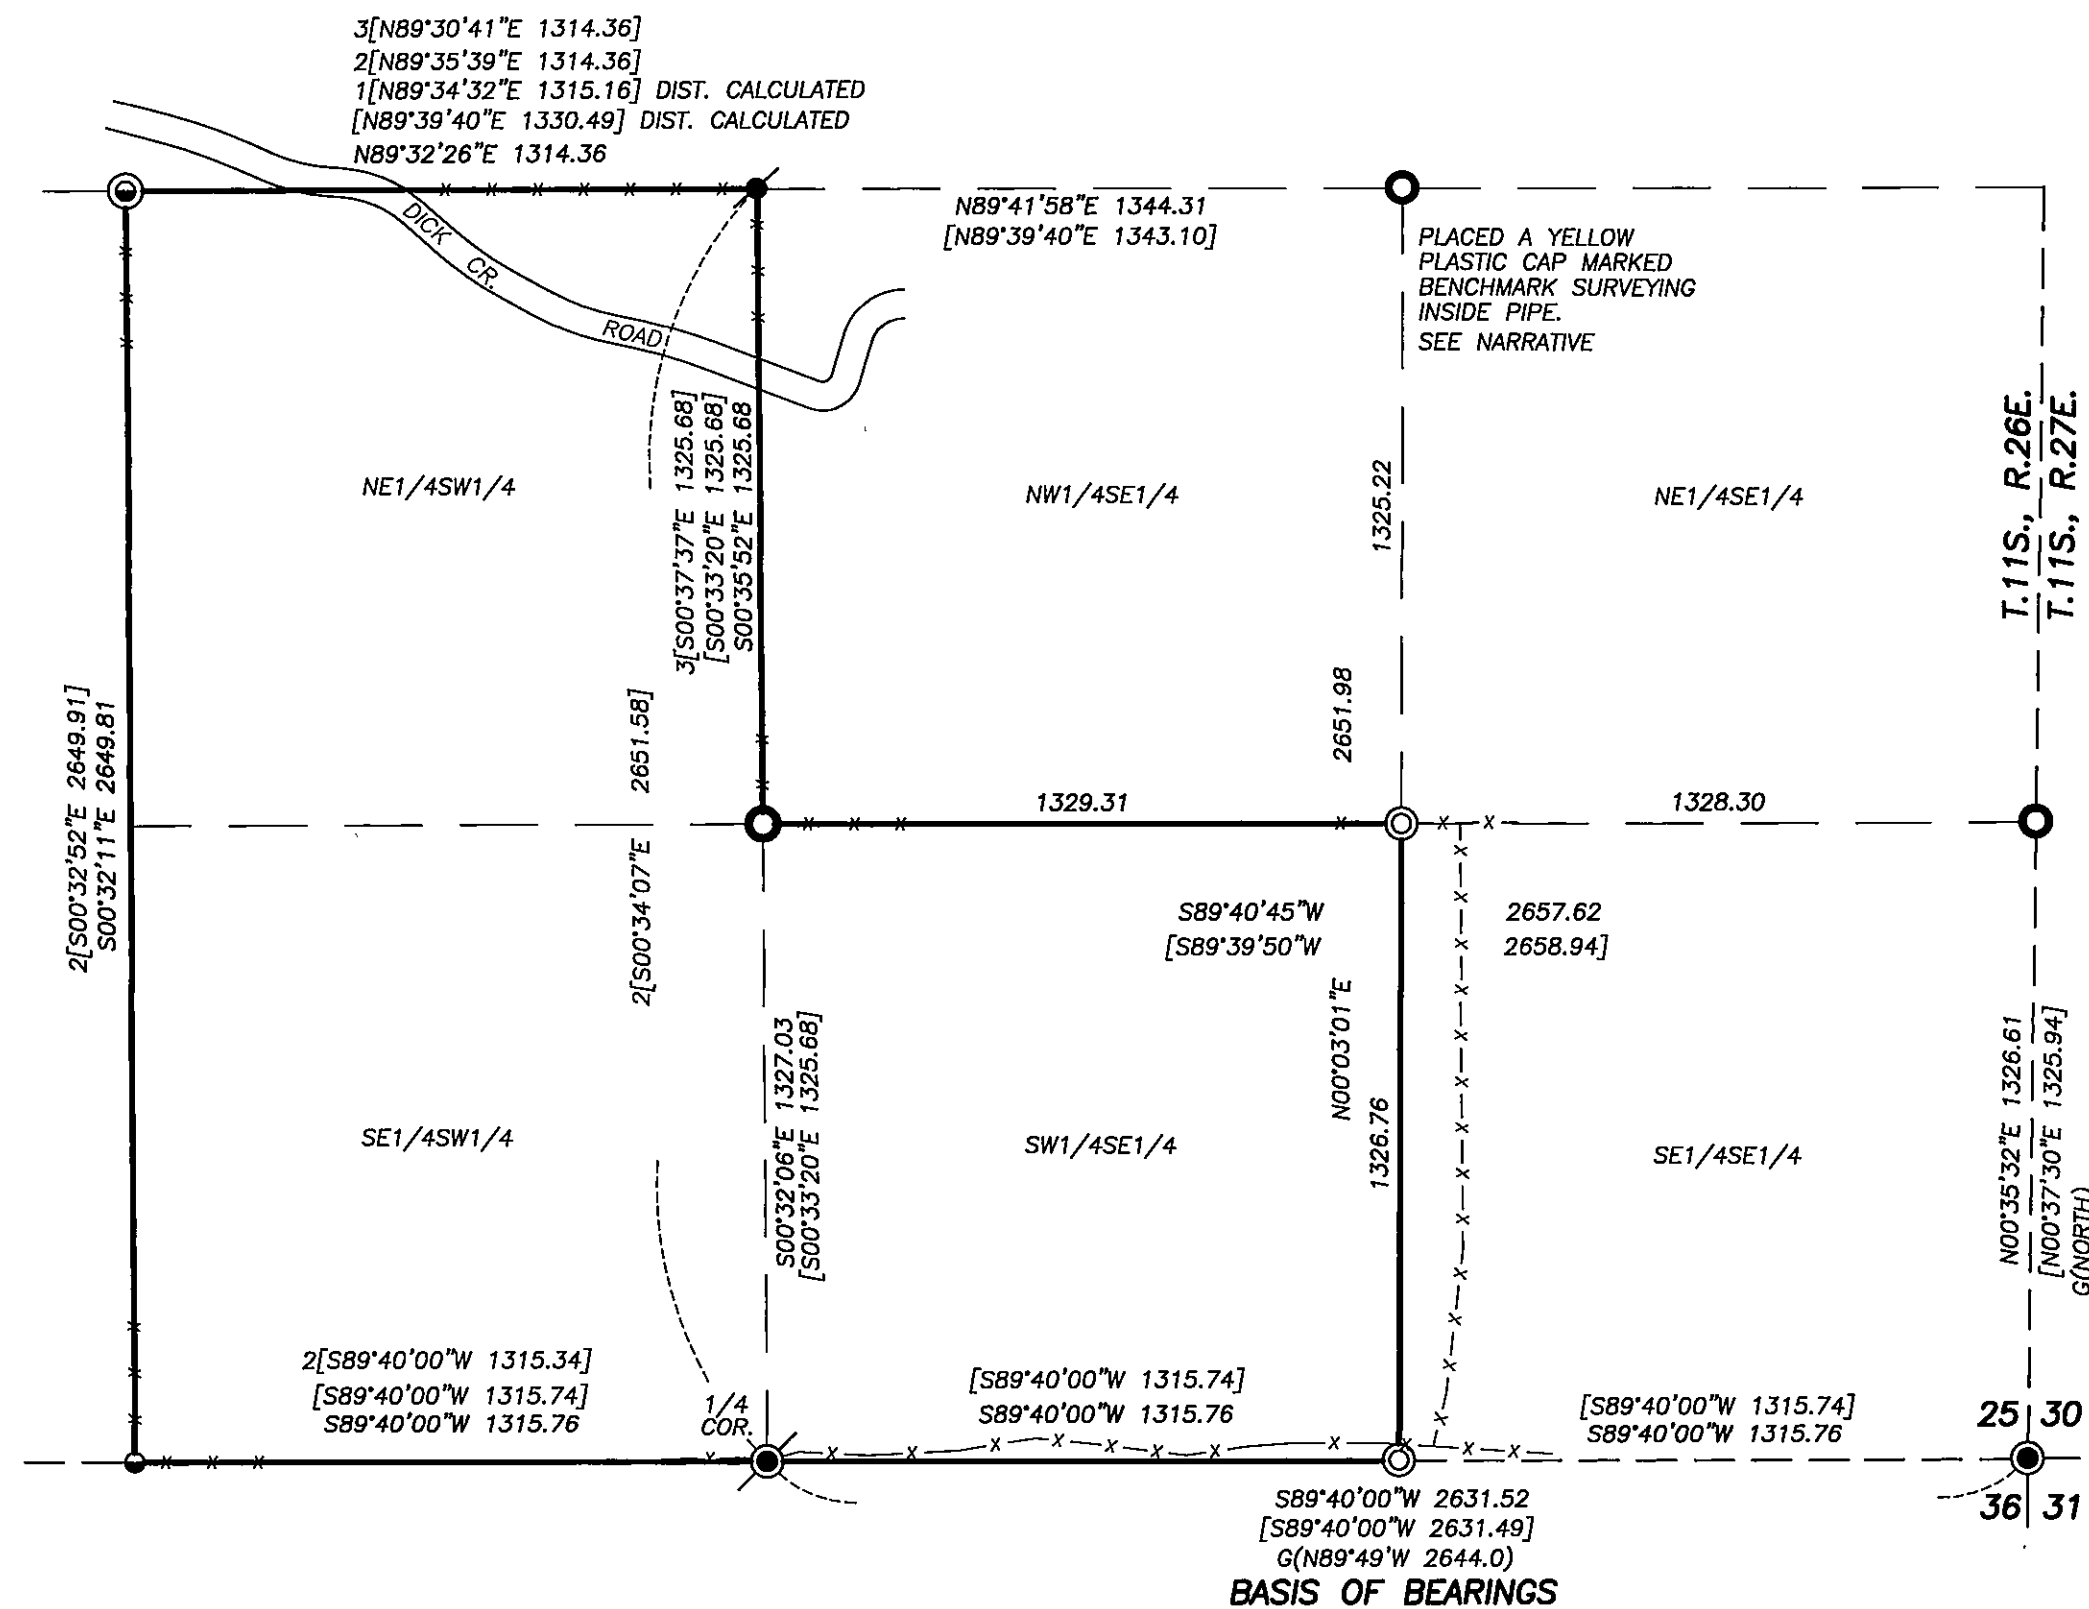 3[N89°30'41"E 1314.36]
2[N89°35'39"E 1314.36]
1[N89°34'32"E 1315.16] DIST. CALCULATED
[N89°39'40"E 1330.49] DIST. CALCULATED
N89°32'26"E 1314.36
DICK
CR.
ROAD
N89°41'58"E 1344.31
[N89°39'40"E 1343.10]
PLACED A YELLOW
PLASTIC CAP MARKED
BENCHMARK SURVEYING
INSIDE PIPE.
SEE NARRATIVE
T.11S., R.26E.
T.11S., R.27E.
NE1/4SW1/4
3[S00°37'37"E 1325.68]
[S00°33'20"E 1325.68]
S00°35'52"E 1325.68
NW1/4SE1/4
1325.22
NE1/4SE1/4
2[S00°32'52"E 2649.91]
S00°32'11"E 2649.81
2[S00°34'07"E 2651.58]
2651.98
1329.31
1328.30
S89°40'45"W 2657.62
[S89°39'50"W 2658.94]
N00°03'01"E
1326.76
S00°32'06"E 1327.03
[S00°33'20"E 1325.68]
N00°35'32"E 1326.61
[N00°37'30"E 1325.94]
G(NORTH)
SE1/4SW1/4
SW1/4SE1/4
SE1/4SE1/4
2[S89°40'00"W 1315.34]
[S89°40'00"W 1315.74]
S89°40'00"W 1315.76
1/4
COR.
[S89°40'00"W 1315.74]
S89°40'00"W 1315.76
[S89°40'00"W 1315.74]
S89°40'00"W 1315.76
25 30
36 31
S89°40'00"W 2631.52
[S89°40'00"W 2631.49]
G(N89°49'W 2644.0)
BASIS OF BEARINGS